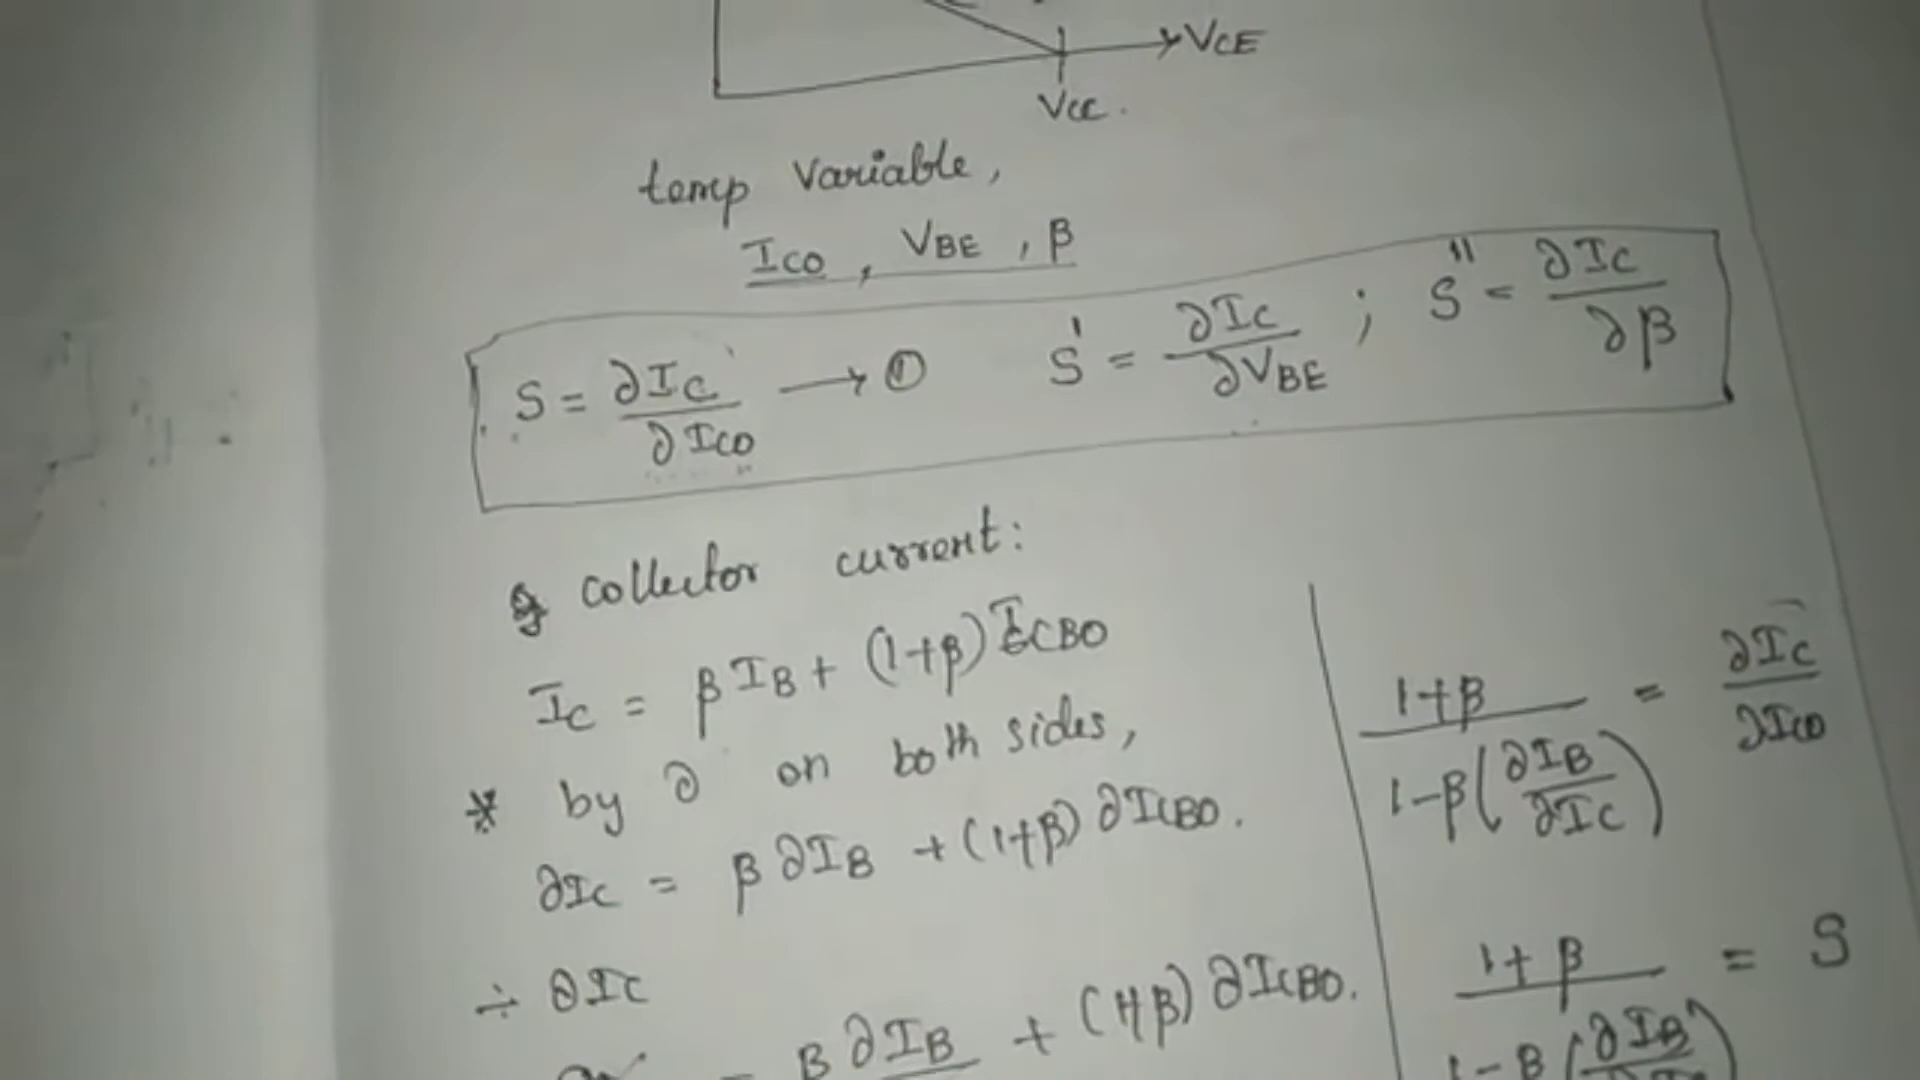 VCE
VCC.
temp Variable,
ICO, VBE, β
S = ∂IC / ∂ICO → ① S' = ∂IC / ∂VBE ; S'' = ∂IC / ∂β
collector current:
IC = β IB + (1+β) ICBO
* by ∂ on both sides,
∂IC = β ∂IB + (1+β) ∂ICBO.
÷ ∂IC
β ∂IB + (1+β) ∂ICBO.
1+β / 1-β(∂IB / ∂IC) = ∂IC / ∂ICO
1+β / 1-β(∂IB = S